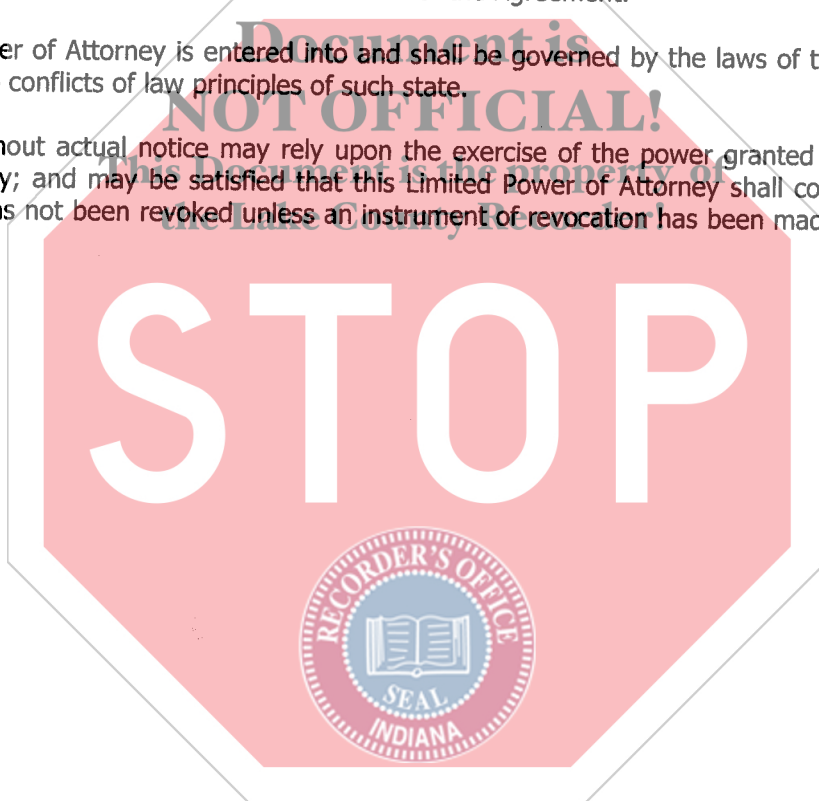 Agreement.
Document is
er of Attorney is entered into and shall be governed by the laws of t
conflicts of law principles of such state.
NOT OFFICIAL!
out actual notice may rely upon the exercise of the power granted
This Document is the property of
y; and may be satisfied that this Limited Power of Attorney shall co
the Lake County Recorder!
s not been revoked unless an instrument of revocation has been mad
STOP
RECORDER'S OFFICE
SEAL
INDIANA